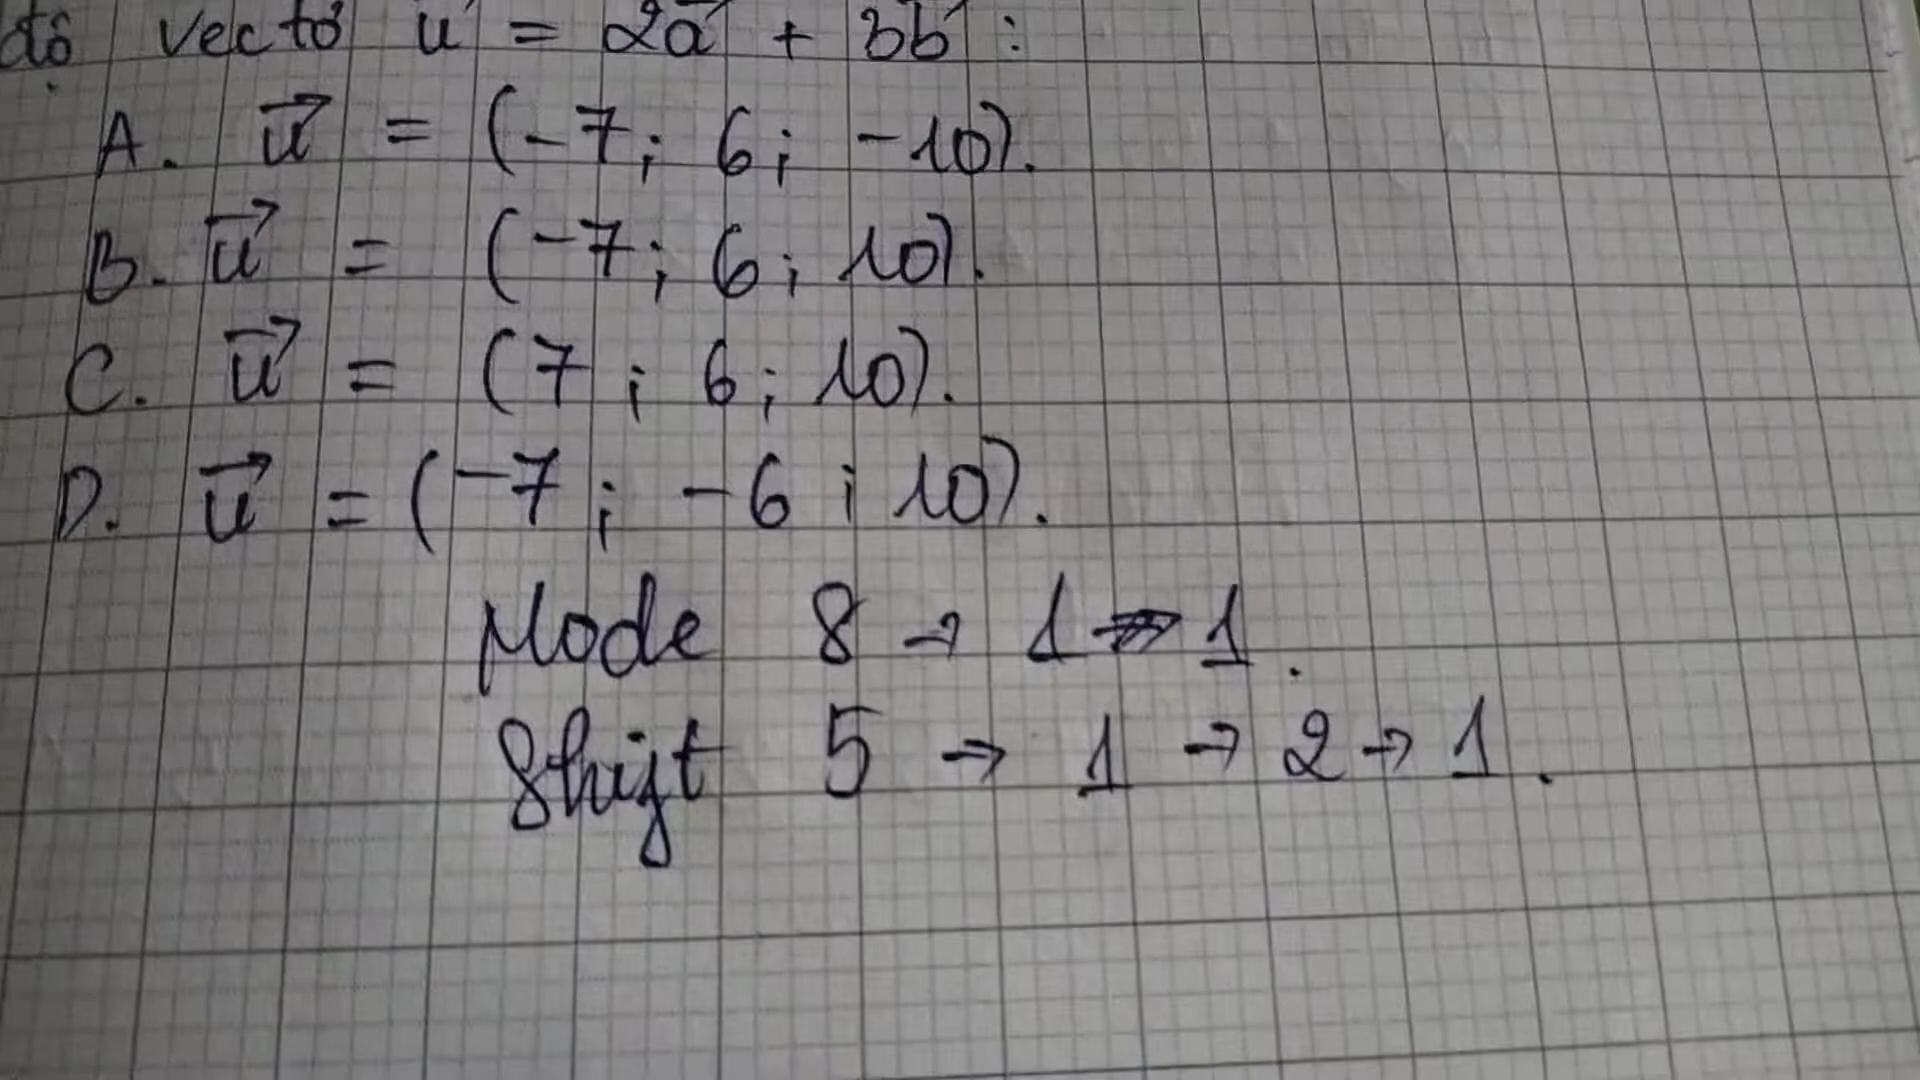 độ vectơ u⃗ = 2a⃗ + 3b⃗ :
A. u⃗ = (-7; 6; -10).
B. u⃗ = (-7; 6; 10).
C. u⃗ = (7; 6; 10).
D. u⃗ = (-7; -6; 10).
Mode 8 → 1 → 1.
Shift 5 → 1 → 2 → 1.